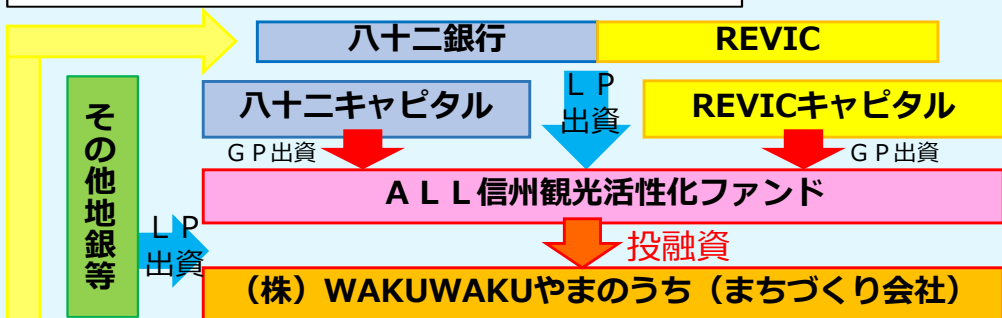 八十二銀行
REVIC
八十二キャピタル
ＬＰ
出資
REVICキャピタル
ＧＰ出資
ＧＰ出資
その他地銀等
ＡＬＬ信州観光活性化ファンド
ＬＰ
出資
投融資
（株）WAKUWAKUやまのうち（まちづくり会社）